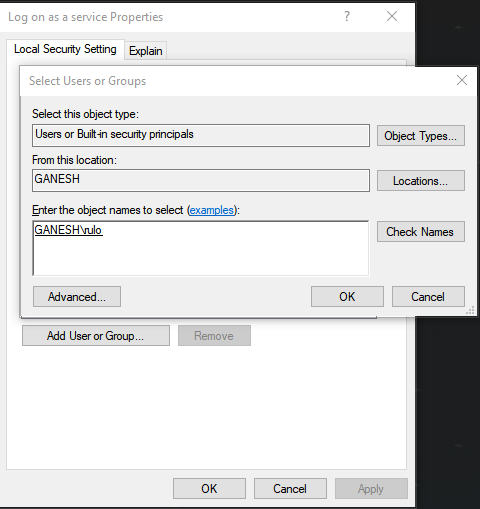 Log on as a service Properties
Local Security Setting
Explain
Select Users or Groups
Select this object type:
Users or Built-in security principals
Object Types...
From this location:
GANESH
Locations...
Enter the object names to select (examples):
GANESH\rulo
Check Names
Advanced...
OK
Cancel
Add User or Group...
Remove
OK
Cancel
Apply